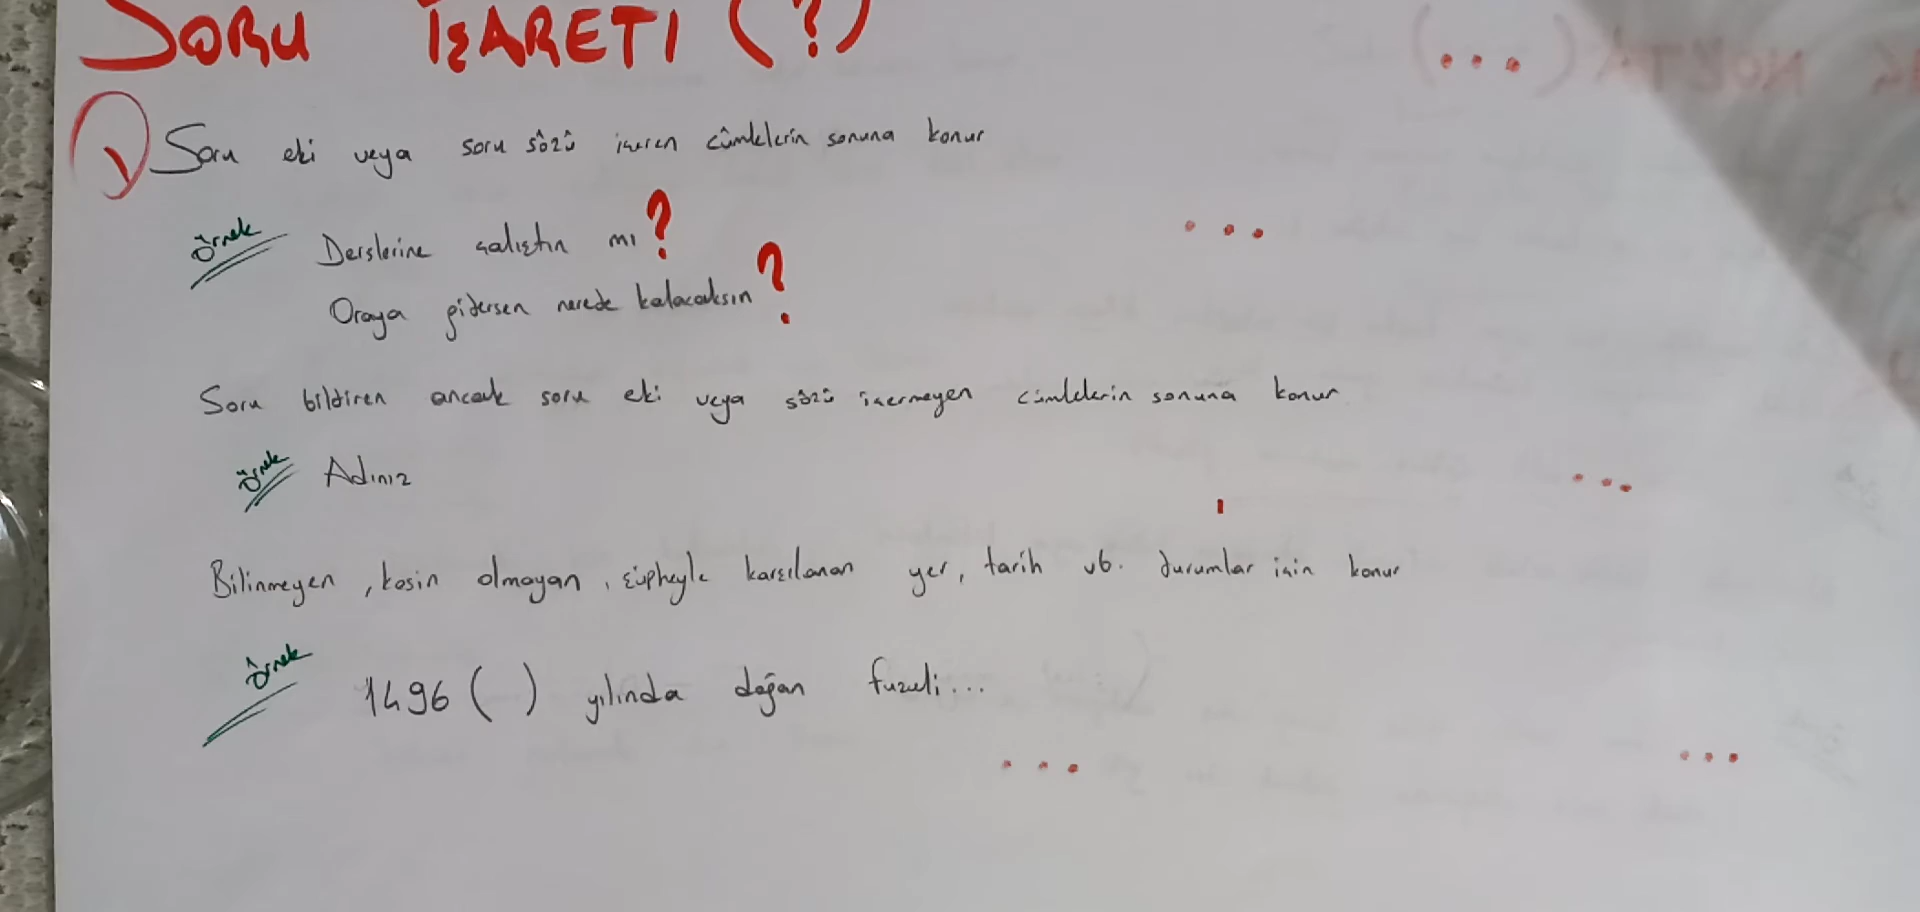 SORU İŞARETİ (?)
1) Soru eki veya soru sözü içeren cümlelerin sonuna konur
Örnek Derslerine çalıştın mı?
Oraya gidersen nerede kalacaksın?
Soru bildiren ancak soru eki veya sözü içermeyen cümlelerin sonuna konur
Örnek Adınız
Bilinmeyen, kesin olmayan, şüpheyle karşılanan yer, tarih vb. durumlar için konur
Örnek 1496 ( ) yılında doğan fuzuli...